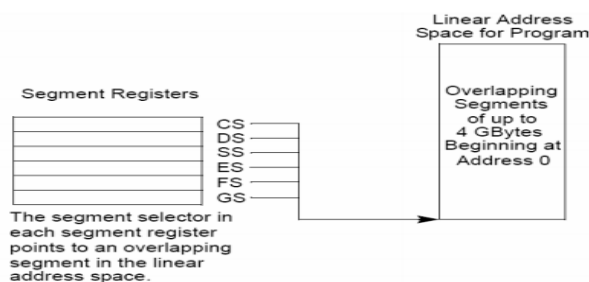 Linear Address
Space for Program
Segment Registers
CS
DS
SS
ES
FS
GS
Overlapping
Segments
of up to
4 GBytes
Beginning at
Address 0
The segment selector in
each segment register
points to an overlapping
segment in the linear
address space.